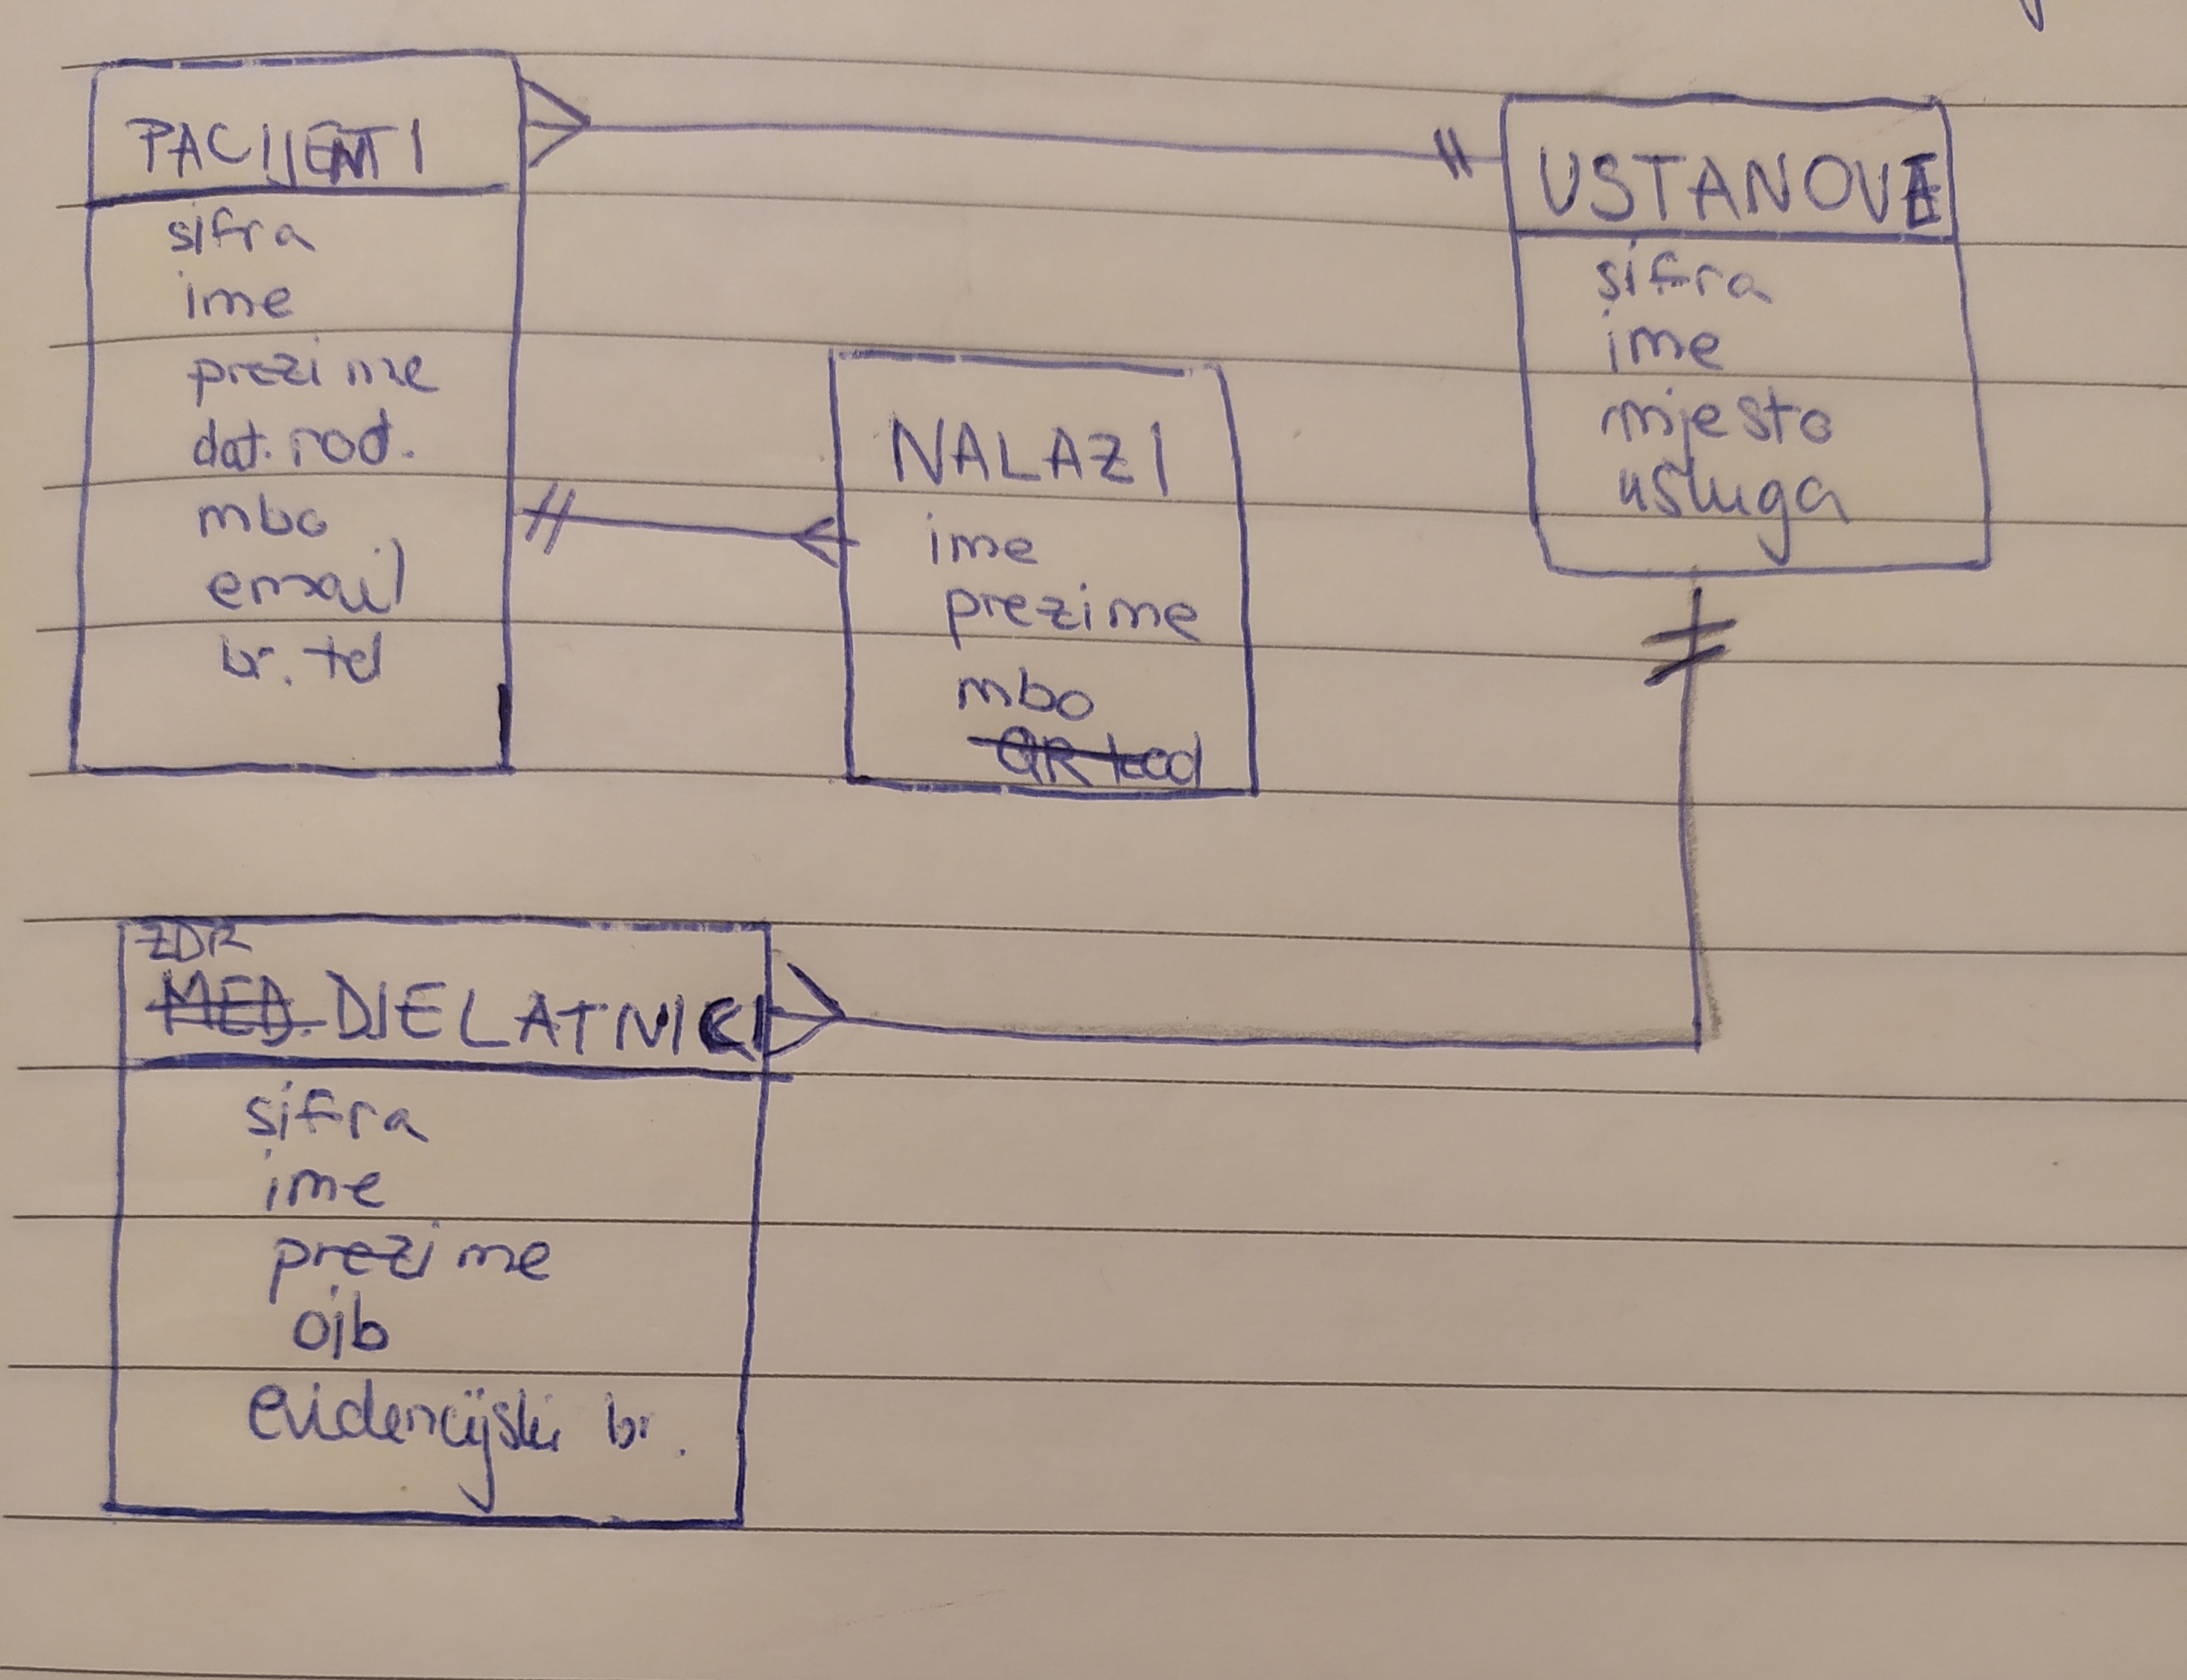 PACIJENTI
sifra
ime
prezime
dat. rođ.
mbo
email
br. tel
NALAZI
ime
prezime
mbo
QR kod
USTANOVE
sifra
ime
mjesto
usluga
ZDR
MED. DJELATNICI
sifra
ime
prezime
oib
evidencijski br.